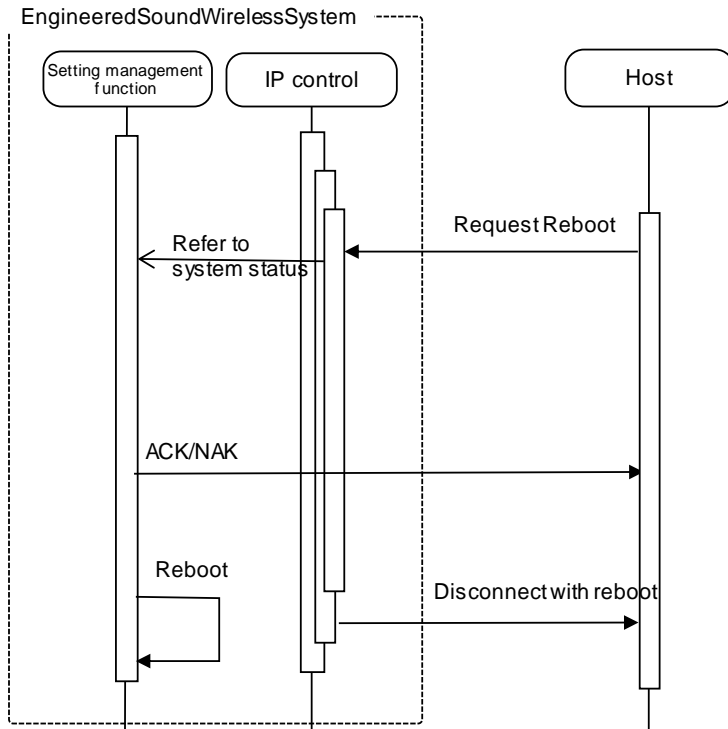 EngineeredSoundWirelessSystem
Setting management
function
IP control
Host
Request Reboot
Refer to
system status
ACK/NAK
Reboot
Disconnect with reboot